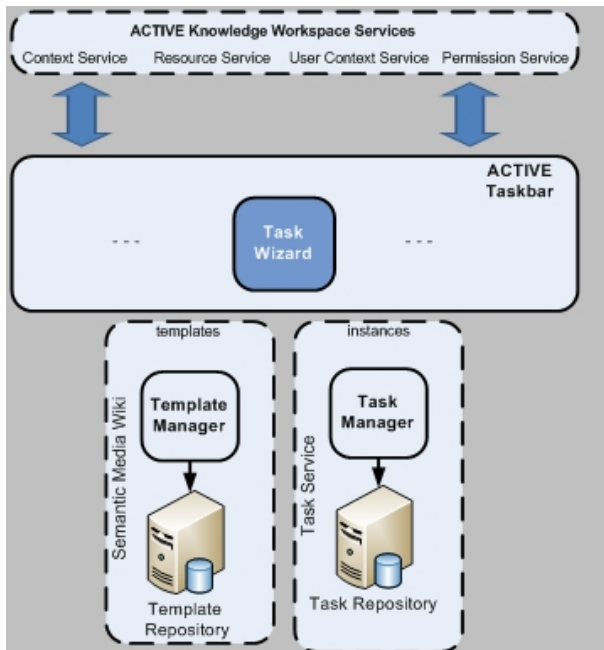 ACTIVE Knowledge Workspace Services
Context Service Resource Service User Context Service Permission Service
ACTIVE
Taskbar
- - - Task - - -
Wizard
templates
instances
Semantic Media Wiki
Template
Manager
Template
Repository
Task Service
Task
Manager
Task Repository